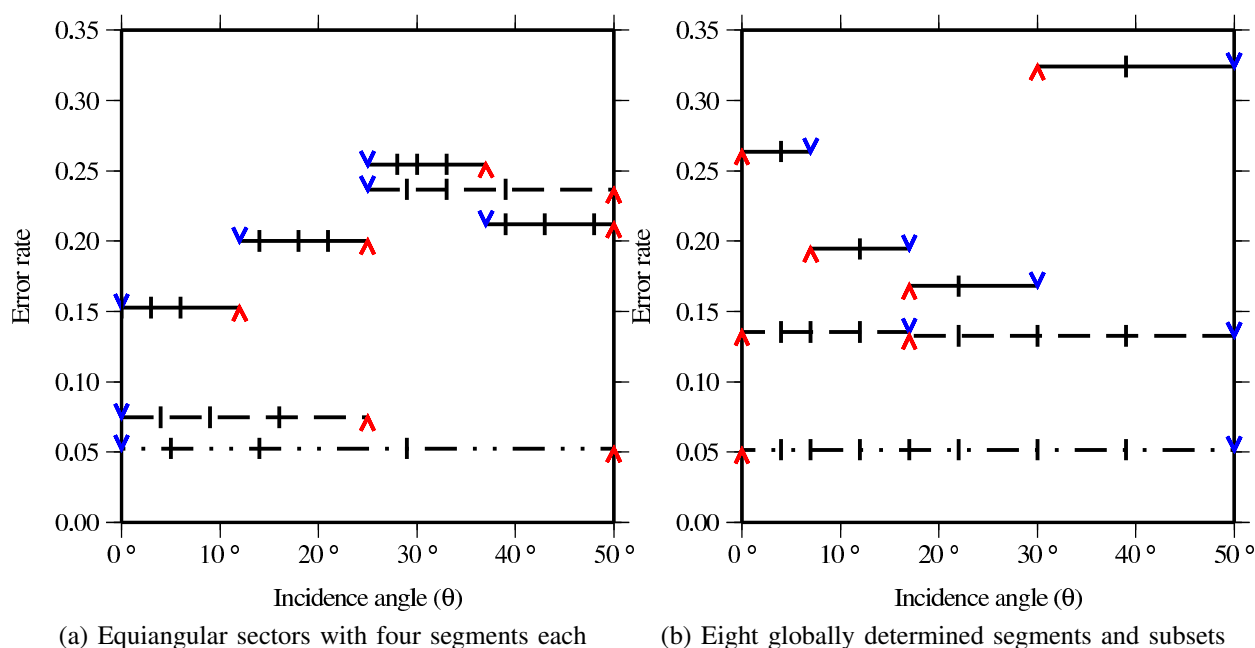 0.35
0.30
0.25
0.20
0.15
0.10
0.05
0.00
Error rate
0° 10° 20° 30° 40° 50°
Incidence angle (θ)
(a) Equiangular sectors with four segments each
0.35
0.30
0.25
0.20
0.15
0.10
0.05
0.00
Error rate
0° 10° 20° 30° 40° 50°
Incidence angle (θ)
(b) Eight globally determined segments and subsets